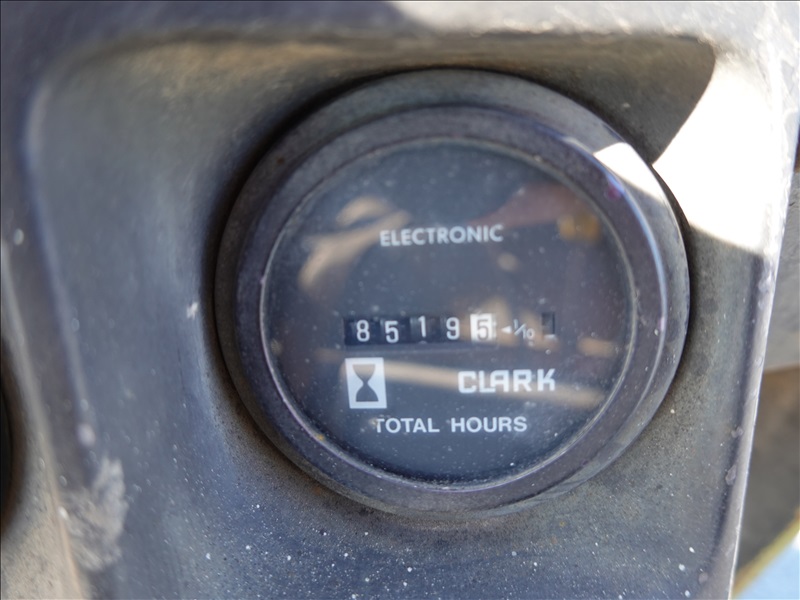 ELECTRONIC
85195 ◄1/10
CLARK
TOTAL HOURS